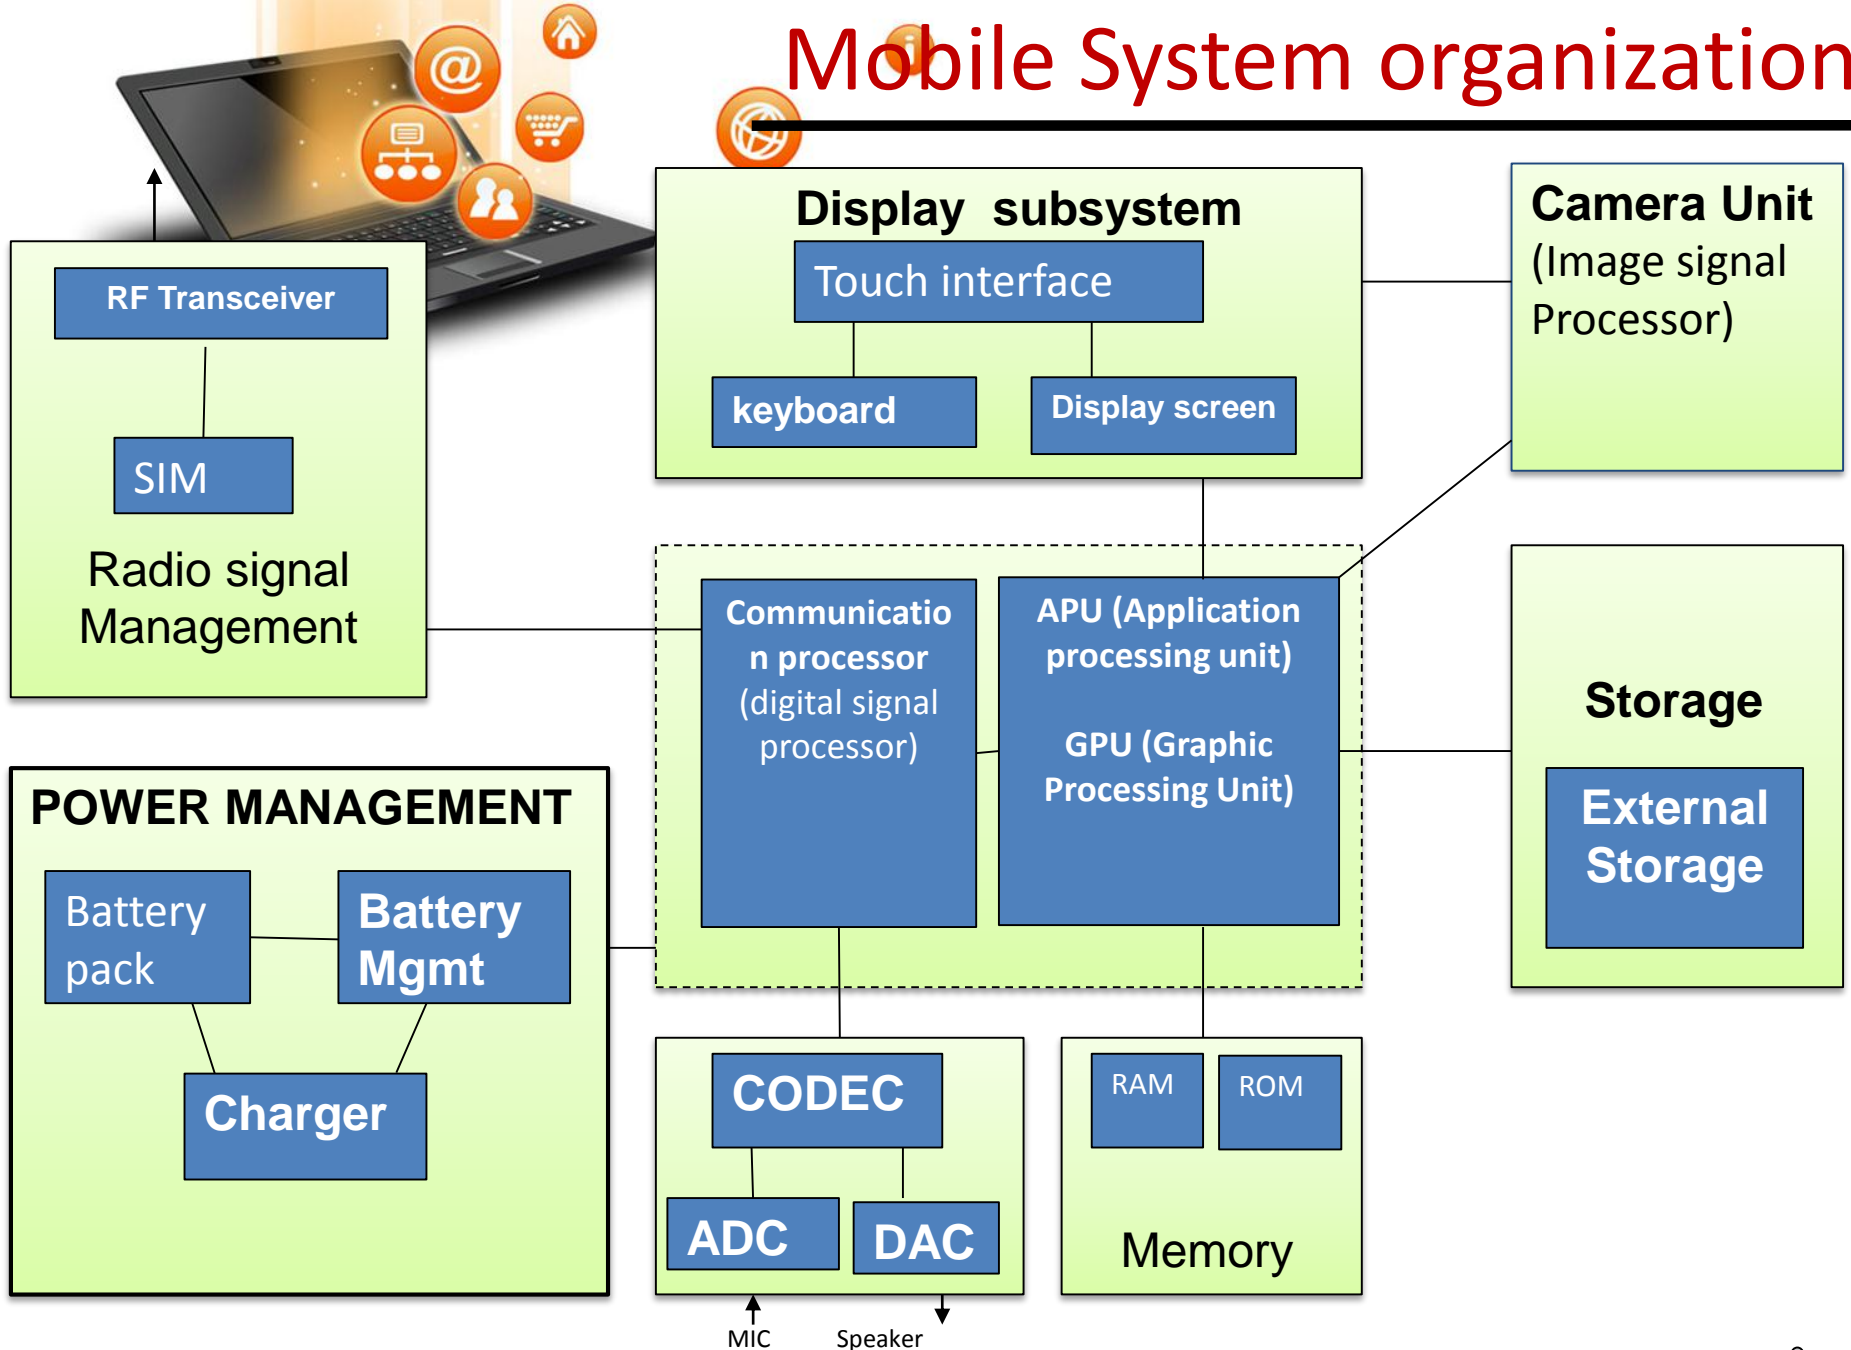 Mobile System organization
Display subsystem
Touch interface
keyboard
Display screen
Camera Unit
(Image signal
Processor)
RF Transceiver
SIM
Radio signal
Management
Communicatio
n processor
(digital signal
processor)
APU (Application
processing unit)
GPU (Graphic
Processing Unit)
Storage
External
Storage
POWER MANAGEMENT
Battery
pack
Battery
Mgmt
Charger
CODEC
ADC
DAC
MIC
Speaker
RAM
ROM
Memory